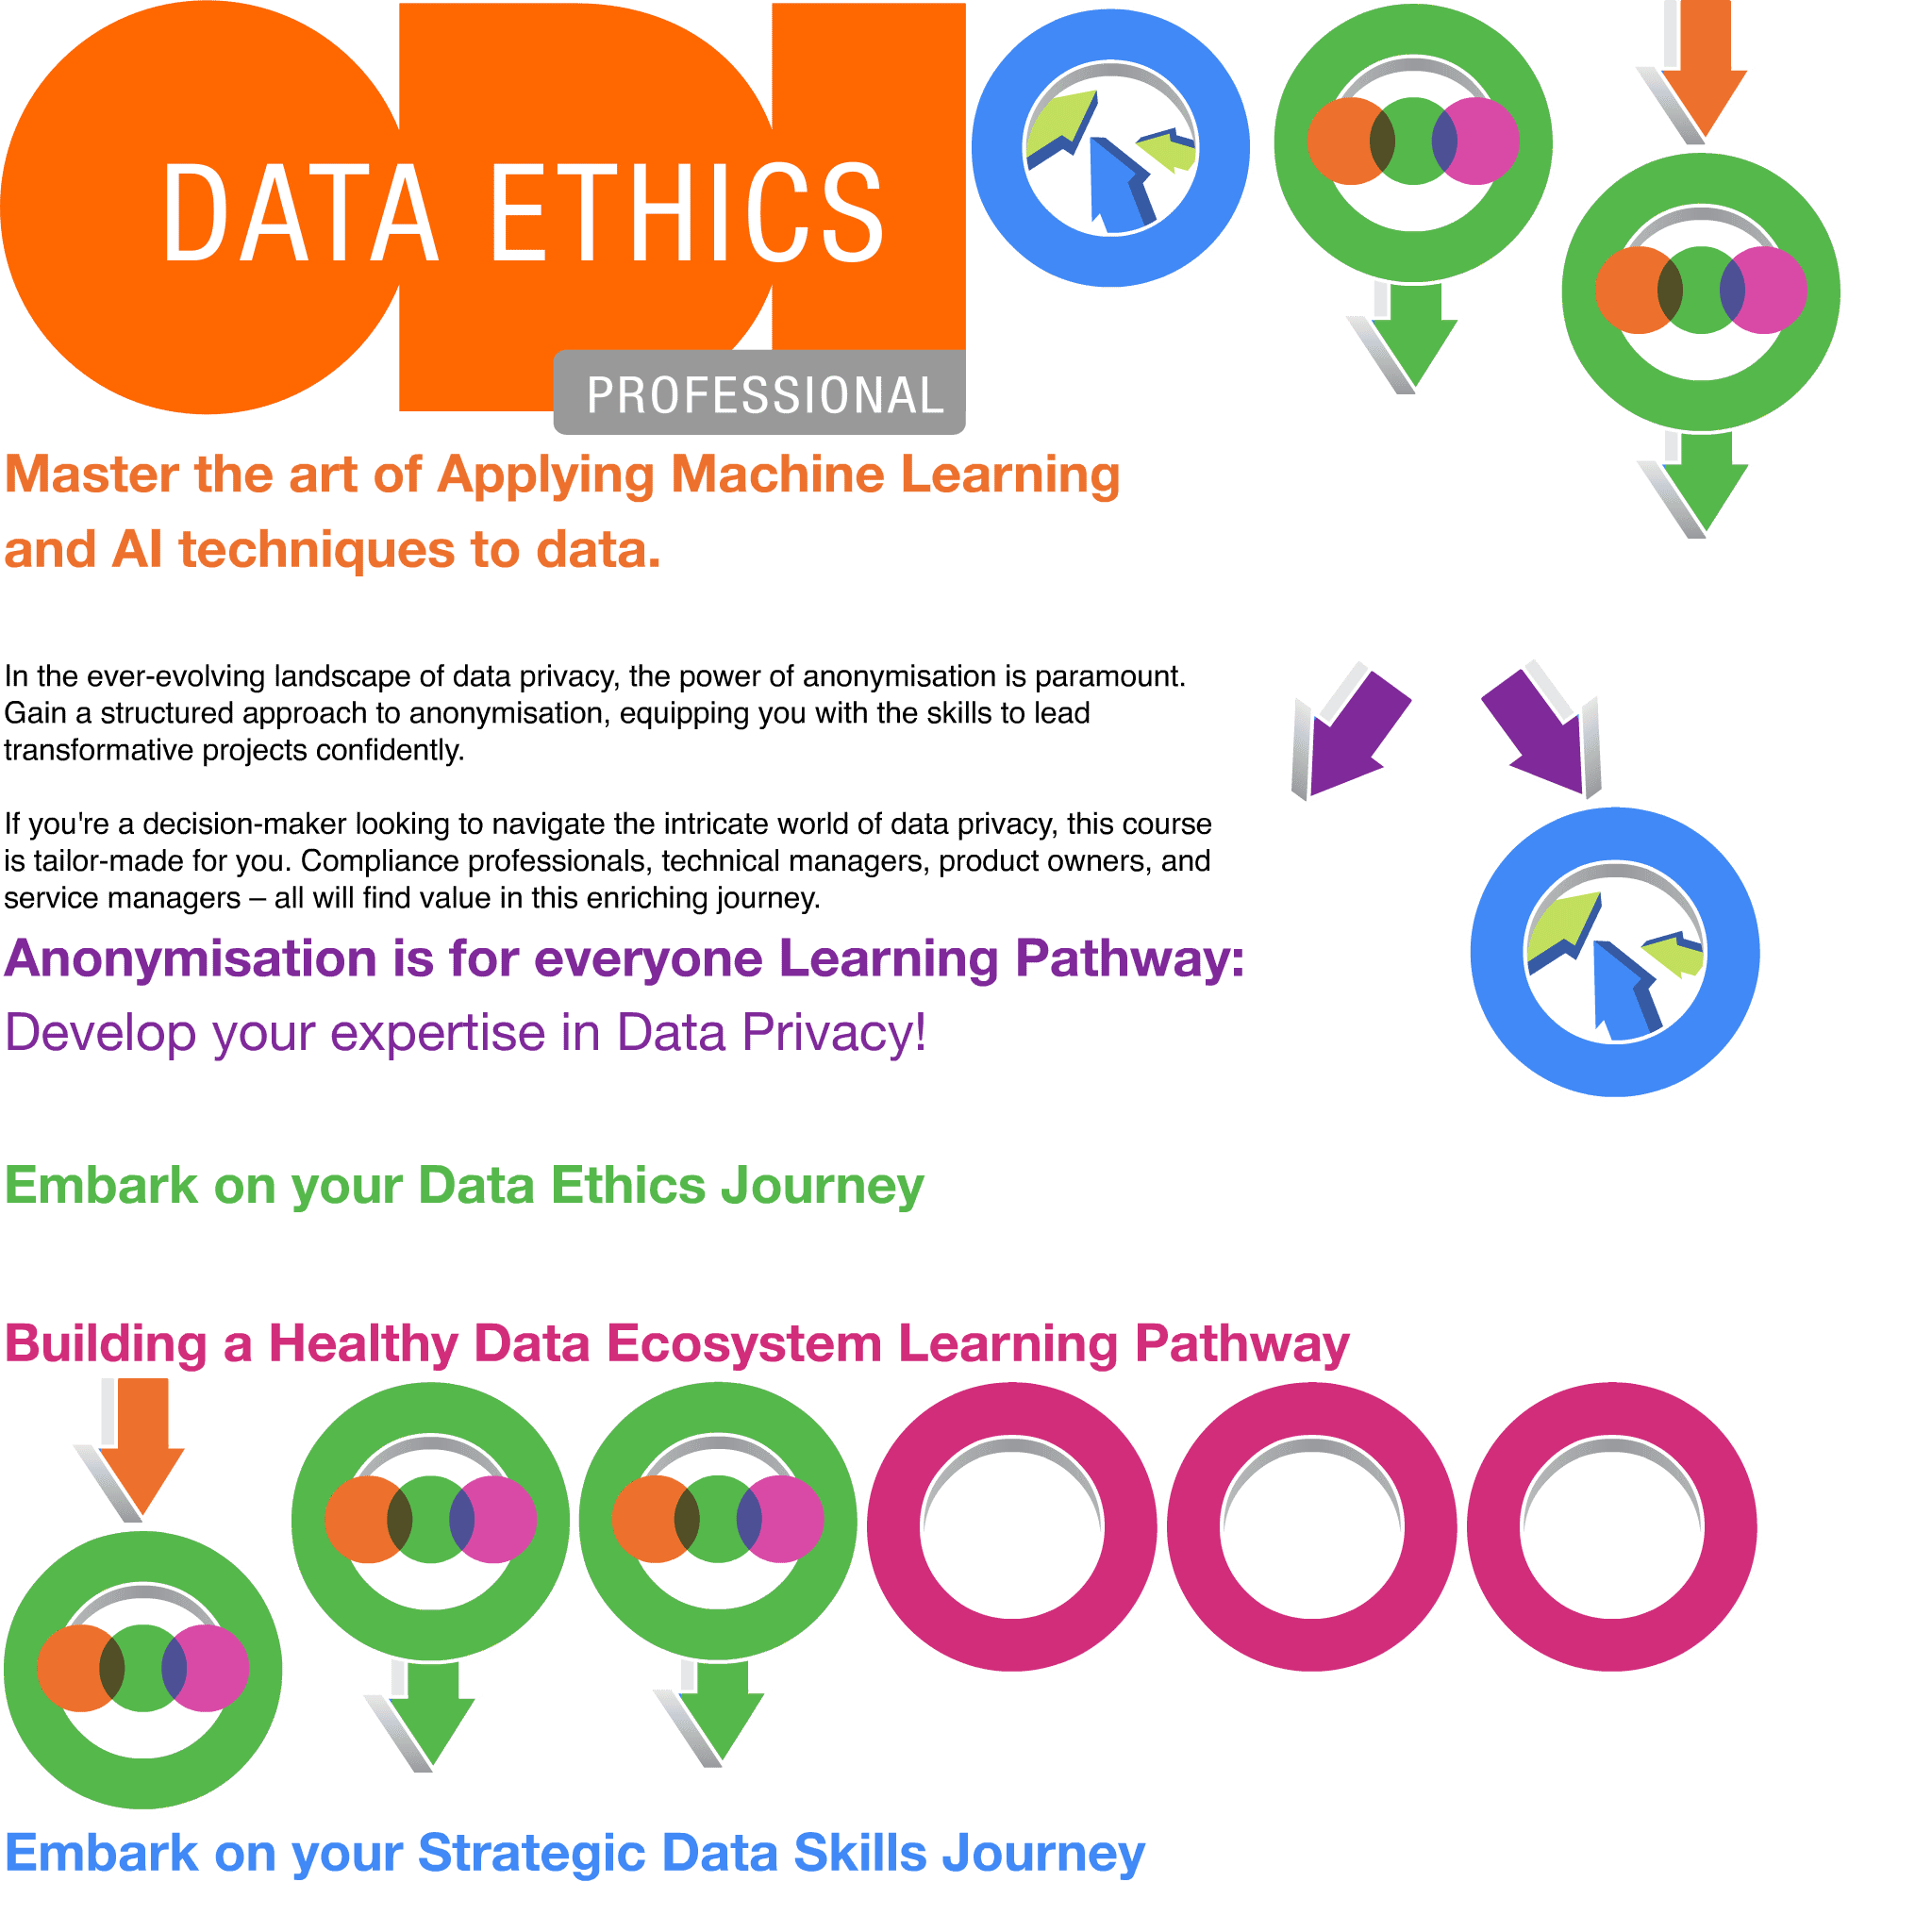 ODI
DATA ETHICS
PROFESSIONAL
Master the art of Applying Machine Learning
and AI techniques to data.
In the ever-evolving landscape of data privacy, the power of anonymisation is paramount.
Gain a structured approach to anonymisation, equipping you with the skills to lead
transformative projects confidently.
If you're a decision-maker looking to navigate the intricate world of data privacy, this course
is tailor-made for you. Compliance professionals, technical managers, product owners, and
service managers – all will find value in this enriching journey.
Anonymisation is for everyone Learning Pathway:
Develop your expertise in Data Privacy!
Embark on your Data Ethics Journey
Building a Healthy Data Ecosystem Learning Pathway
Embark on your Strategic Data Skills Journey